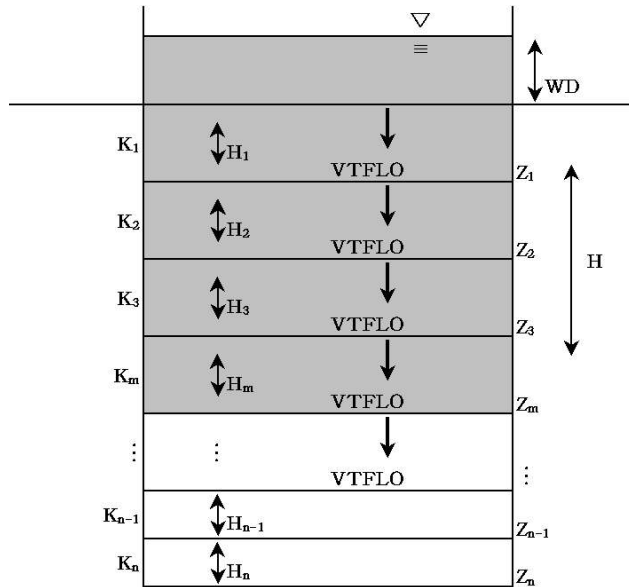 WD
K₁ H₁ VTFLO Z₁
K₂ H₂ VTFLO Z₂
H
K₃ H₃ VTFLO Z₃
Kₘ Hₘ VTFLO Zₘ
⋮ ⋮ VTFLO ⋮
Kₙ₋₁ Hₙ₋₁ Zₙ₋₁
Kₙ Hₙ Zₙ